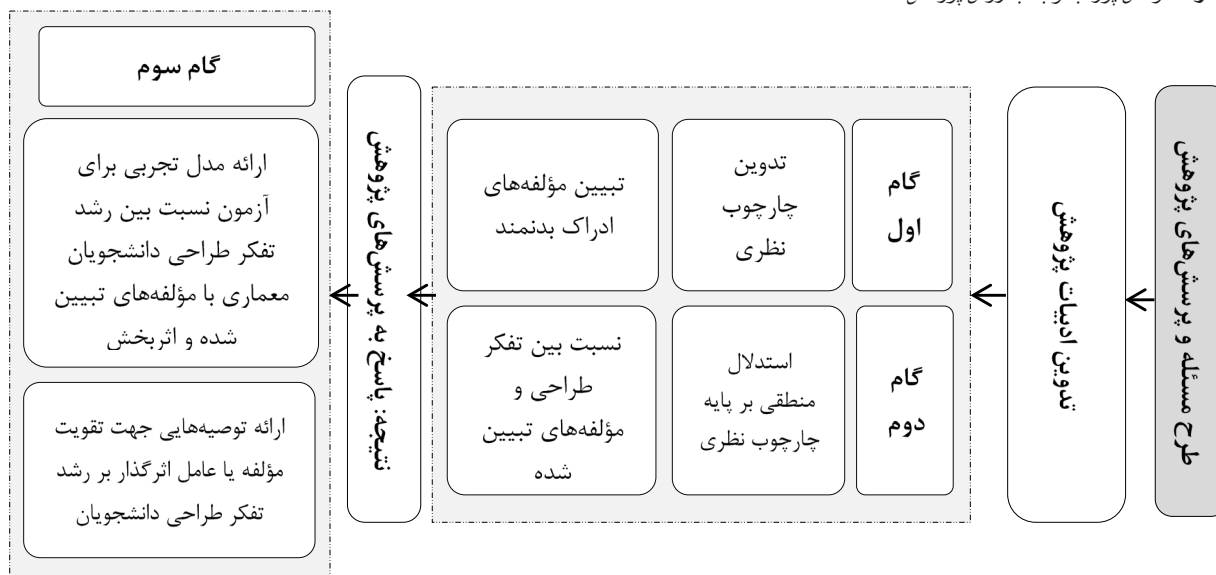 طرح مسئله و پرسش‌های پژوهش
تدوین ادبیات پژوهش
گام
اول
تدوین
چارچوب
نظری
تبیین مؤلفه‌های
ادراک بدنمند
گام
دوم
استدلال
منطقی بر پایه
چارچوب نظری
نسبت بین تفکر
طراحی و
مؤلفه‌های تبیین
شده
نتیجه: پاسخ به پرسش‌های پژوهش
گام سوم
ارائه مدل تجربی برای
آزمون نسبت بین رشد
تفکر طراحی دانشجویان
معماری با مؤلفه‌های تبیین
شده و اثربخش
ارائه توصیه‌هایی جهت تقویت
مؤلفه یا عامل اثرگذار بر رشد
تفکر طراحی دانشجویان